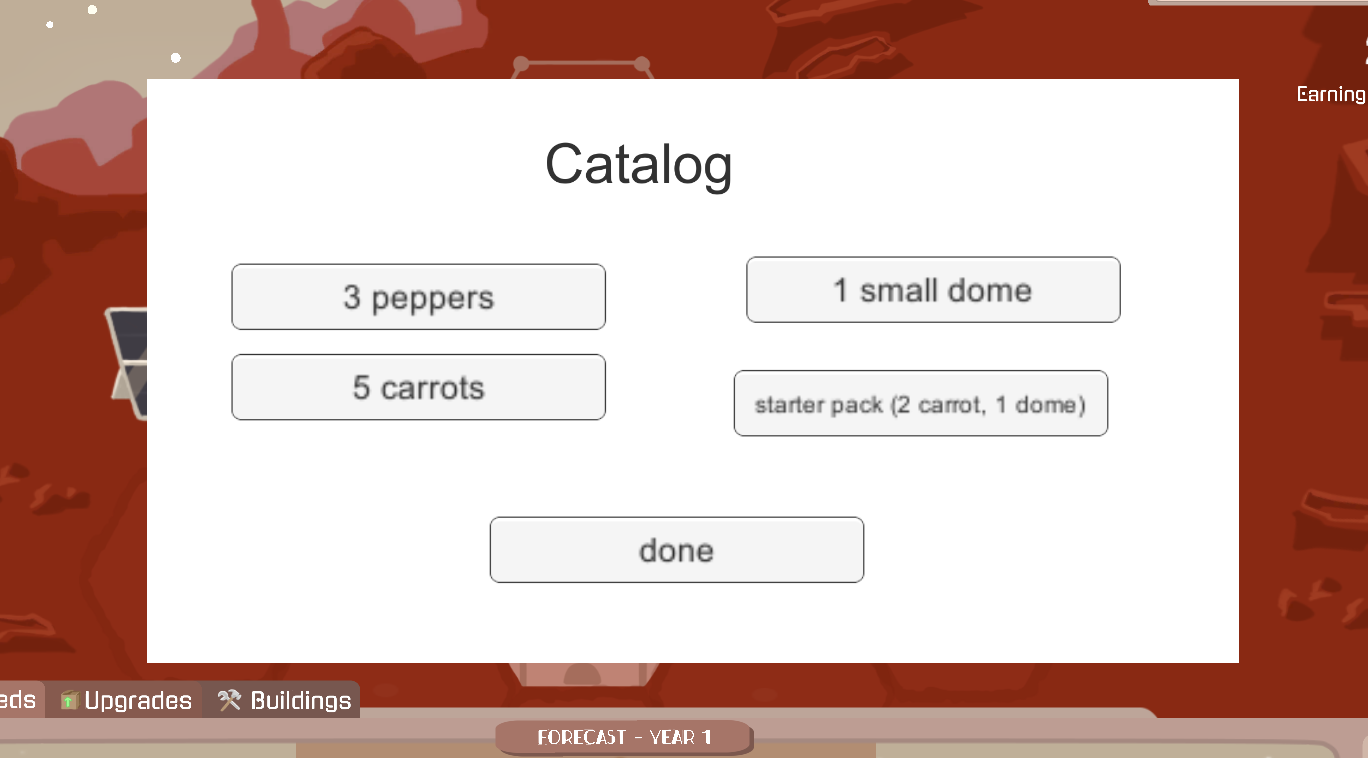 Earning
Catalog
3 peppers
1 small dome
5 carrots
starter pack (2 carrot, 1 dome)
done
eds
Upgrades
Buildings
FORECAST - YEAR 1